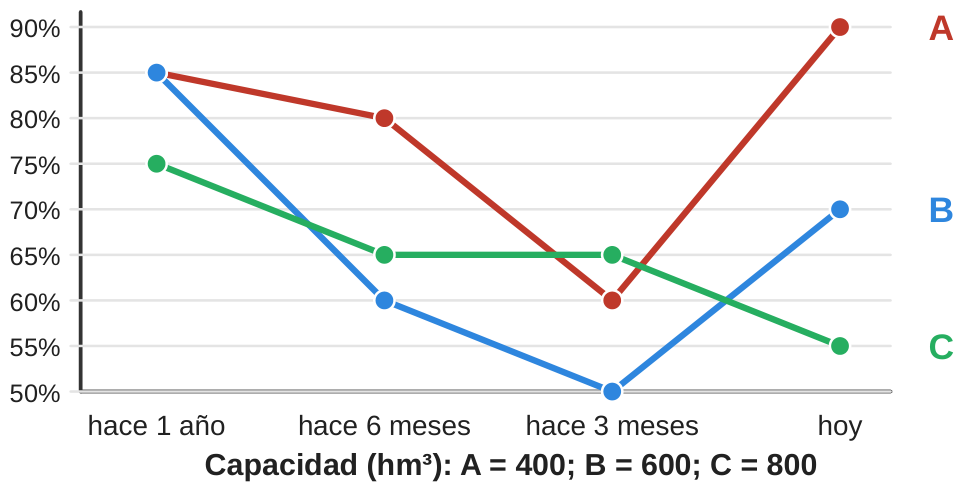 90%
A
85%
80%
75%
70%
B
65%
60%
55%
C
50%
hace 1 año
hace 6 meses
hace 3 meses
hoy
Capacidad (hm³): A = 400; B = 600; C = 800